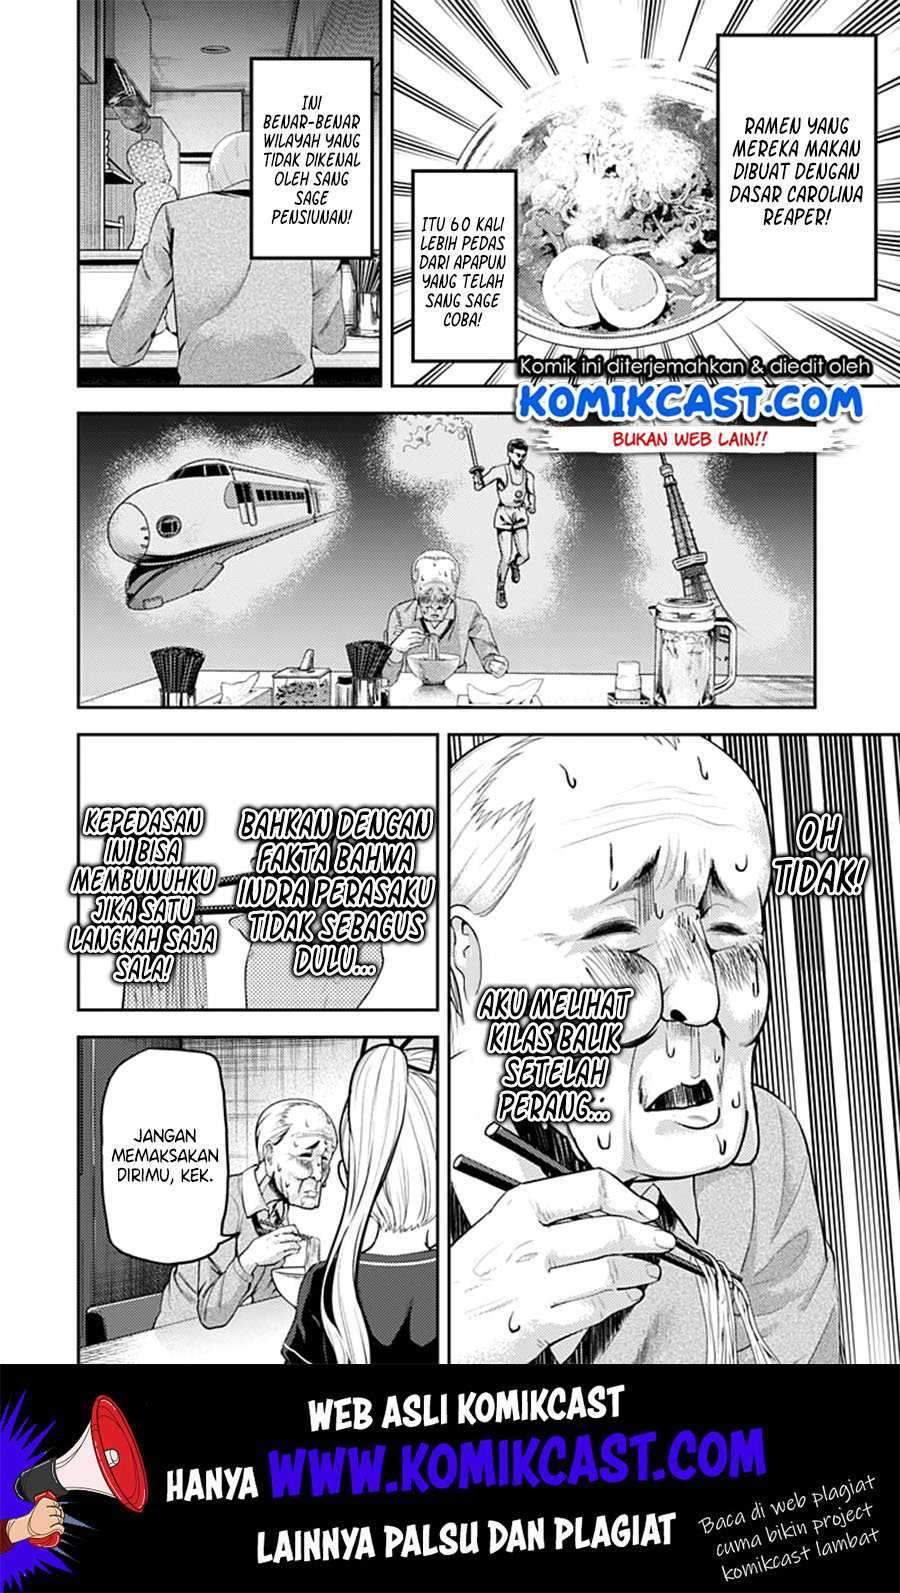 RAMEN YANG
MEREKA MAKAN
DIBUAT DENGAN
DASAR CAROLINA
REAPER!
ITU 60 KALI
LEBIH PEDAS
DARI APAPUN
YANG TELAH
SANG SAGE
COBA!
INI
BENAR-BENAR
WILAYAH YANG
TIDAK DIKENAL
OLEH SANG
SAGE
PENSIUNAN!
Komik ini diterjemahkan & diedit oleh
KOMIKCAST.COM
BUKAN WEB LAIN!!
OH
TIDAK!
AKU MELIHAT
KILAS BALIK
SETELAH
PERANG...
BAHKAN DENGAN
FAKTA BAHWA
INDRA PERASAKU
TIDAK SEBAGUS
DULU...
KEPEDASAN
INI BISA
MEMBUNUHKU
JIKA SATU
LANGKAH SAJA
SALA!
JANGAN
MEMAKSAKAN
DIRIMU, KEK.
WEB ASLI KOMIKCAST
HANYA WWW.KOMIKCAST.COM
LAINNYA PALSU DAN PLAGIAT
Baca di web plagiat
cuma bikin project
komikcast lambat